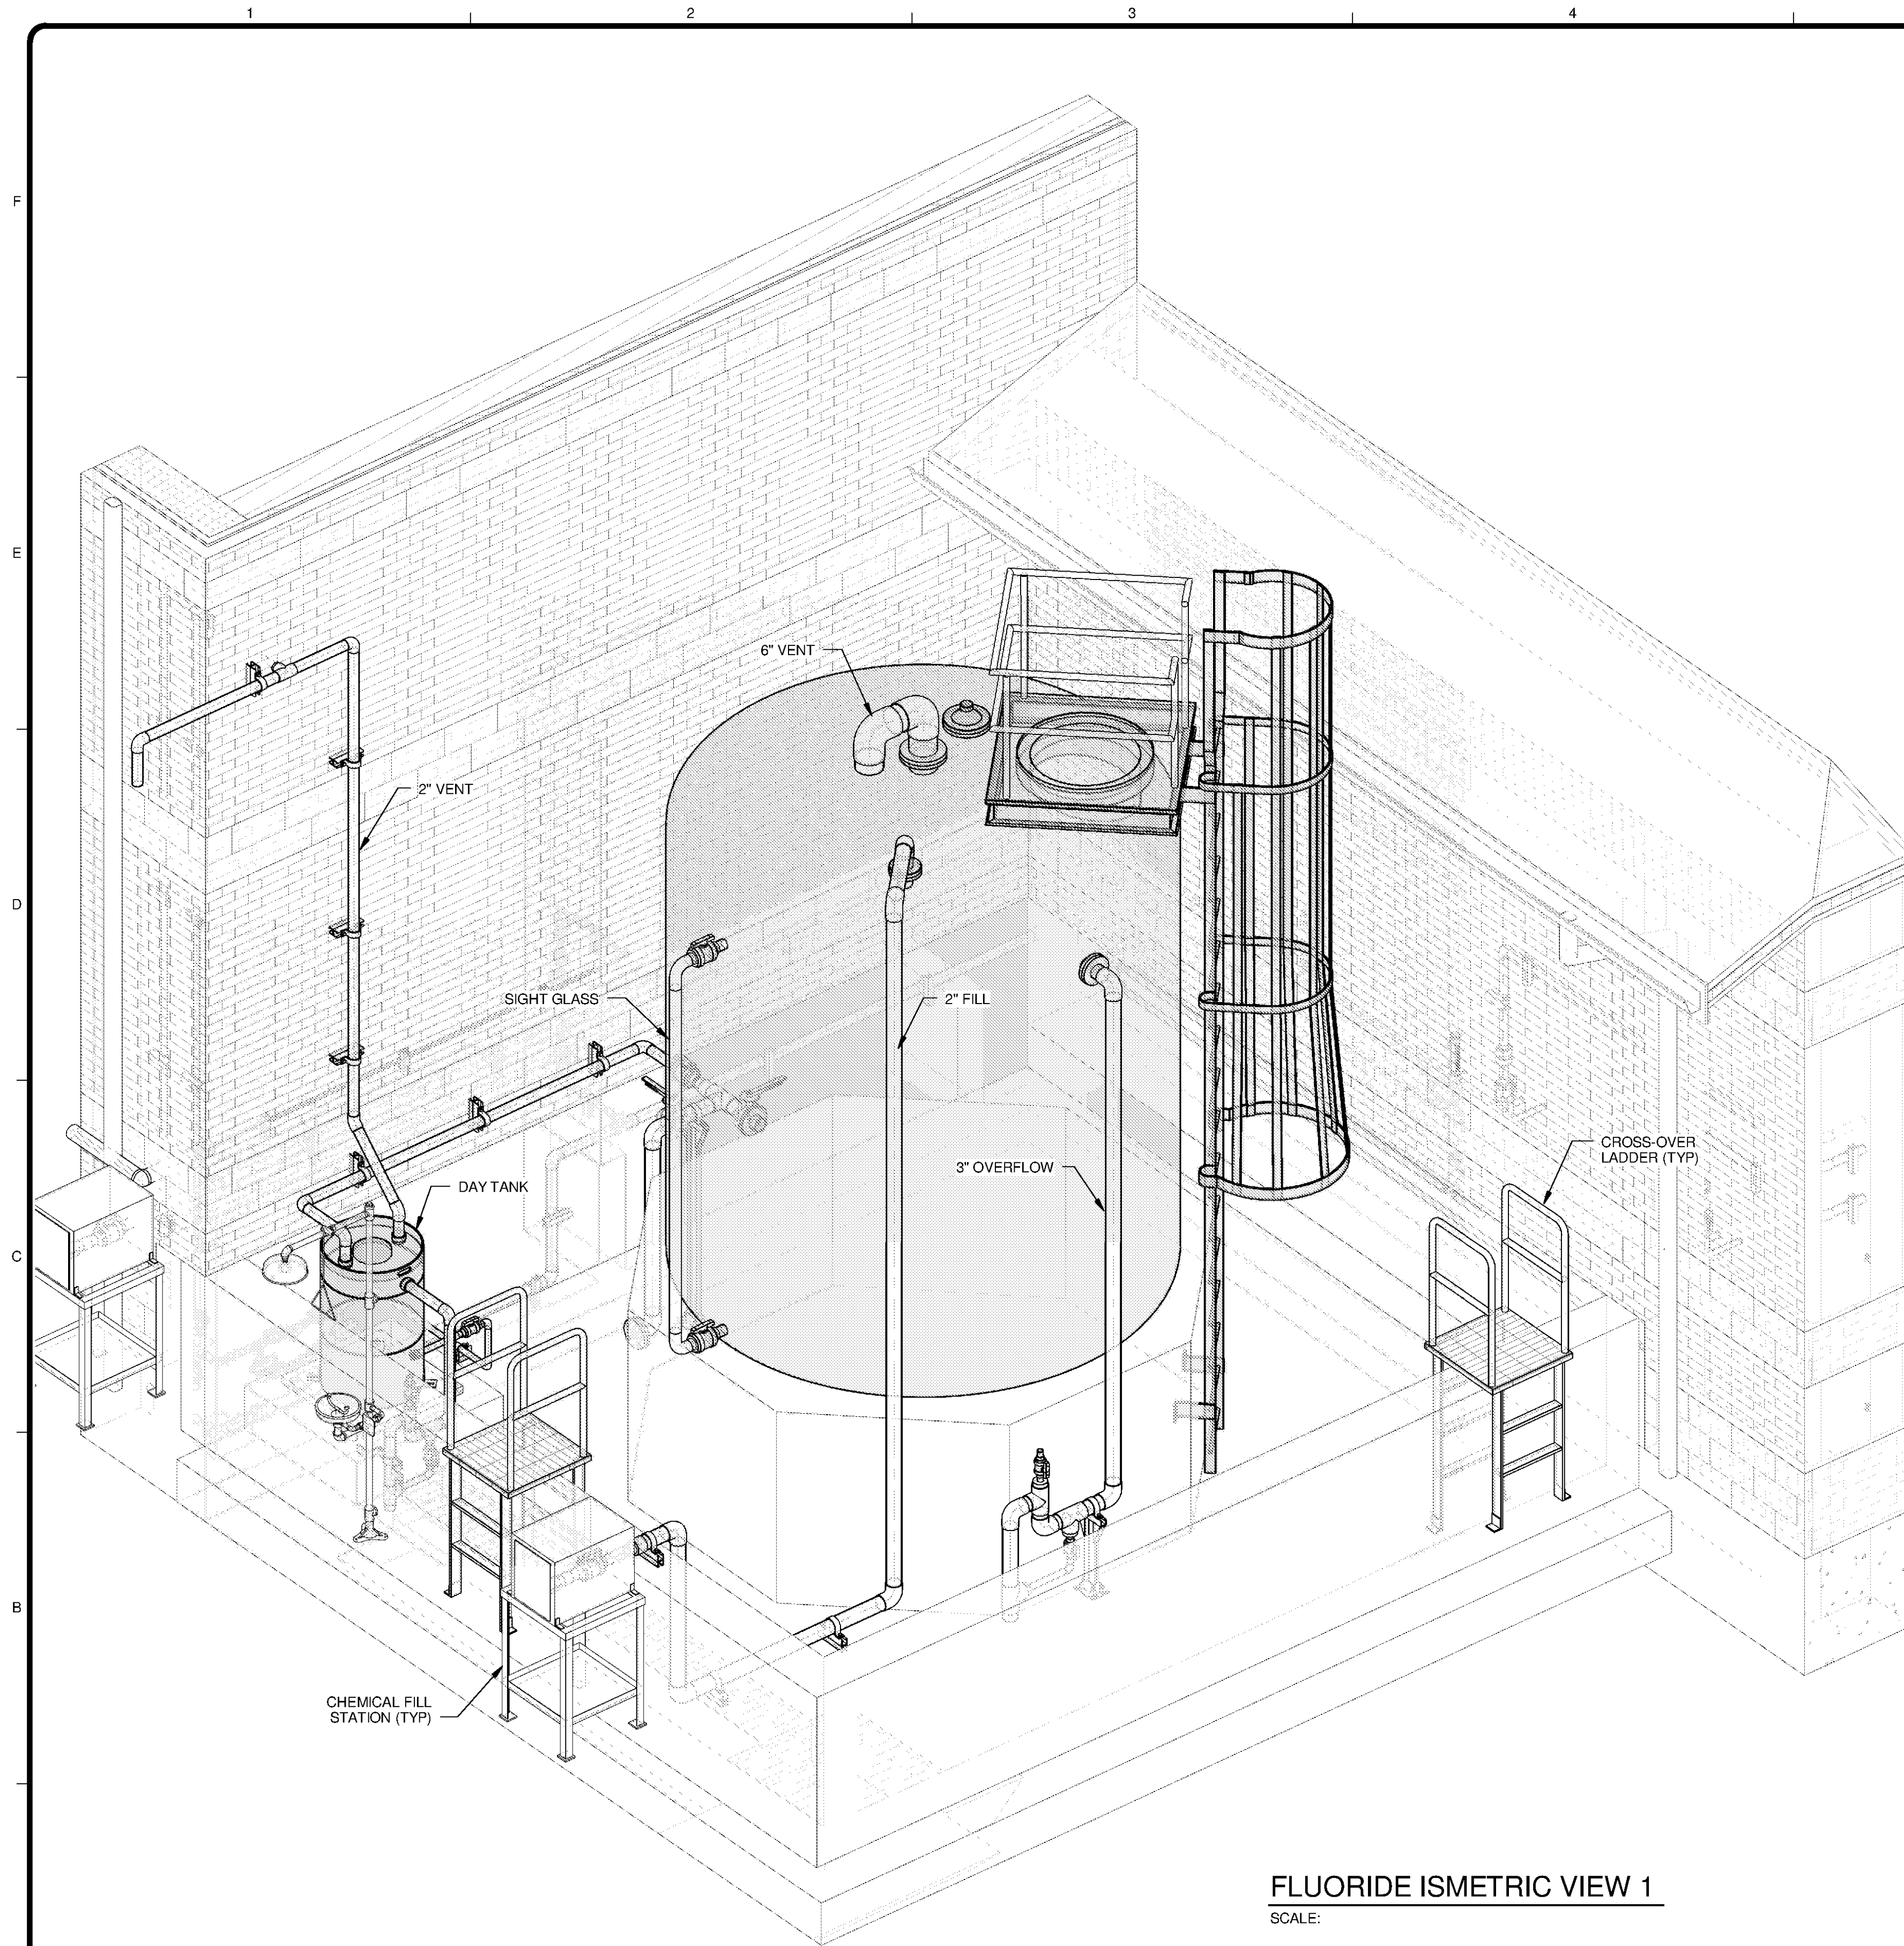 1 2 3 4
F
E
6" VENT
2" VENT
D
SIGHT GLASS
2" FILL
CROSS-OVER
LADDER (TYP)
3" OVERFLOW
DAY TANK
C
B
CHEMICAL FILL
STATION (TYP)
FLUORIDE ISMETRIC VIEW 1
SCALE: